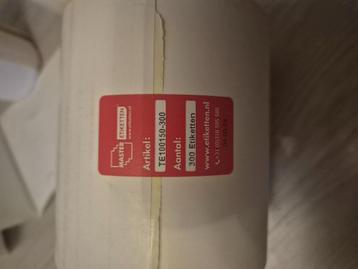 MASTER
ETIKETTEN
Artikel:
TE100150-300
Aantal:
300 Etiketten
www.etiketten.nl